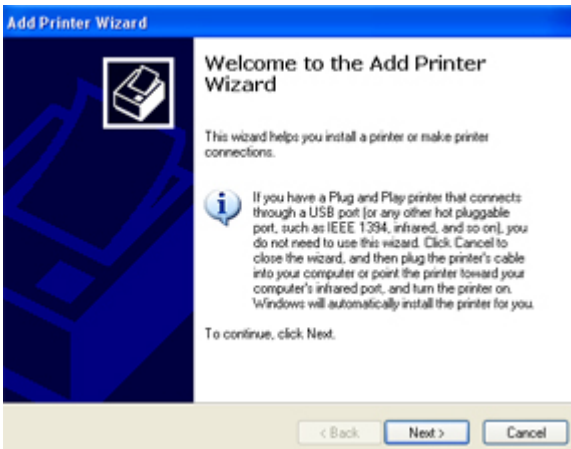 Add Printer Wizard
Welcome to the Add Printer
Wizard
This wizard helps you install a printer or make printer
connections.
If you have a Plug and Play printer that connects
through a USB port (or any other hot pluggable
port, such as IEEE 1394, infrared, and so on), you
do not need to use this wizard. Click Cancel to
close the wizard, and then plug the printer's cable
into your computer or point the printer toward your
computer's infrared port, and turn the printer on.
Windows will automatically install the printer for you.
To continue, click Next.
< Back Next > Cancel